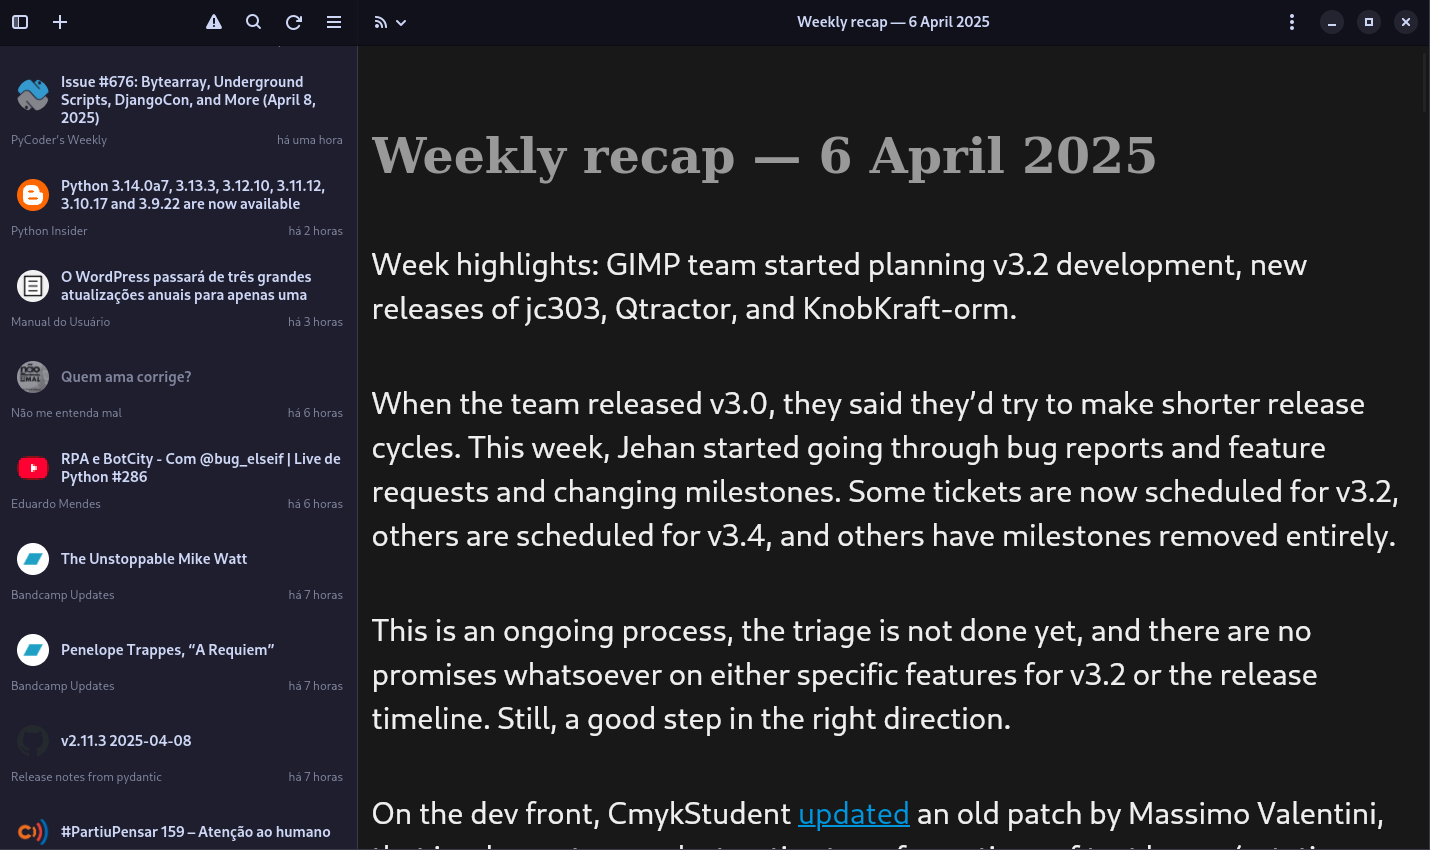 Weekly recap — 6 April 2025
Issue #676: Bytearray, Underground
Scripts, DjangoCon, and More (April 8,
2025)
PyCoder's Weekly
há uma hora
Python 3.14.0a7, 3.13.3, 3.12.10, 3.11.12,
3.10.17 and 3.9.22 are now available
Python Insider
há 2 horas
O WordPress passará de três grandes
atualizações anuais para apenas uma
Manual do Usuário
há 3 horas
Quem ama corrige?
Não me entenda mal
há 6 horas
RPA e BotCity - Com @bug_elseif | Live de
Python #286
Eduardo Mendes
há 6 horas
The Unstoppable Mike Watt
Bandcamp Updates
há 7 horas
Penelope Trappes, “A Requiem”
Bandcamp Updates
há 7 horas
v2.11.3 2025-04-08
Release notes from pydantic
há 7 horas
#PartiuPensar 159 – Atenção ao humano
Weekly recap — 6 April 2025
Week highlights: GIMP team started planning v3.2 development, new
releases of jc303, Qtractor, and KnobKraft-orm.
When the team released v3.0, they said they’d try to make shorter release
cycles. This week, Jehan started going through bug reports and feature
requests and changing milestones. Some tickets are now scheduled for v3.2,
others are scheduled for v3.4, and others have milestones removed entirely.
This is an ongoing process, the triage is not done yet, and there are no
promises whatsoever on either specific features for v3.2 or the release
timeline. Still, a good step in the right direction.
On the dev front, CmykStudent updated an old patch by Massimo Valentini,